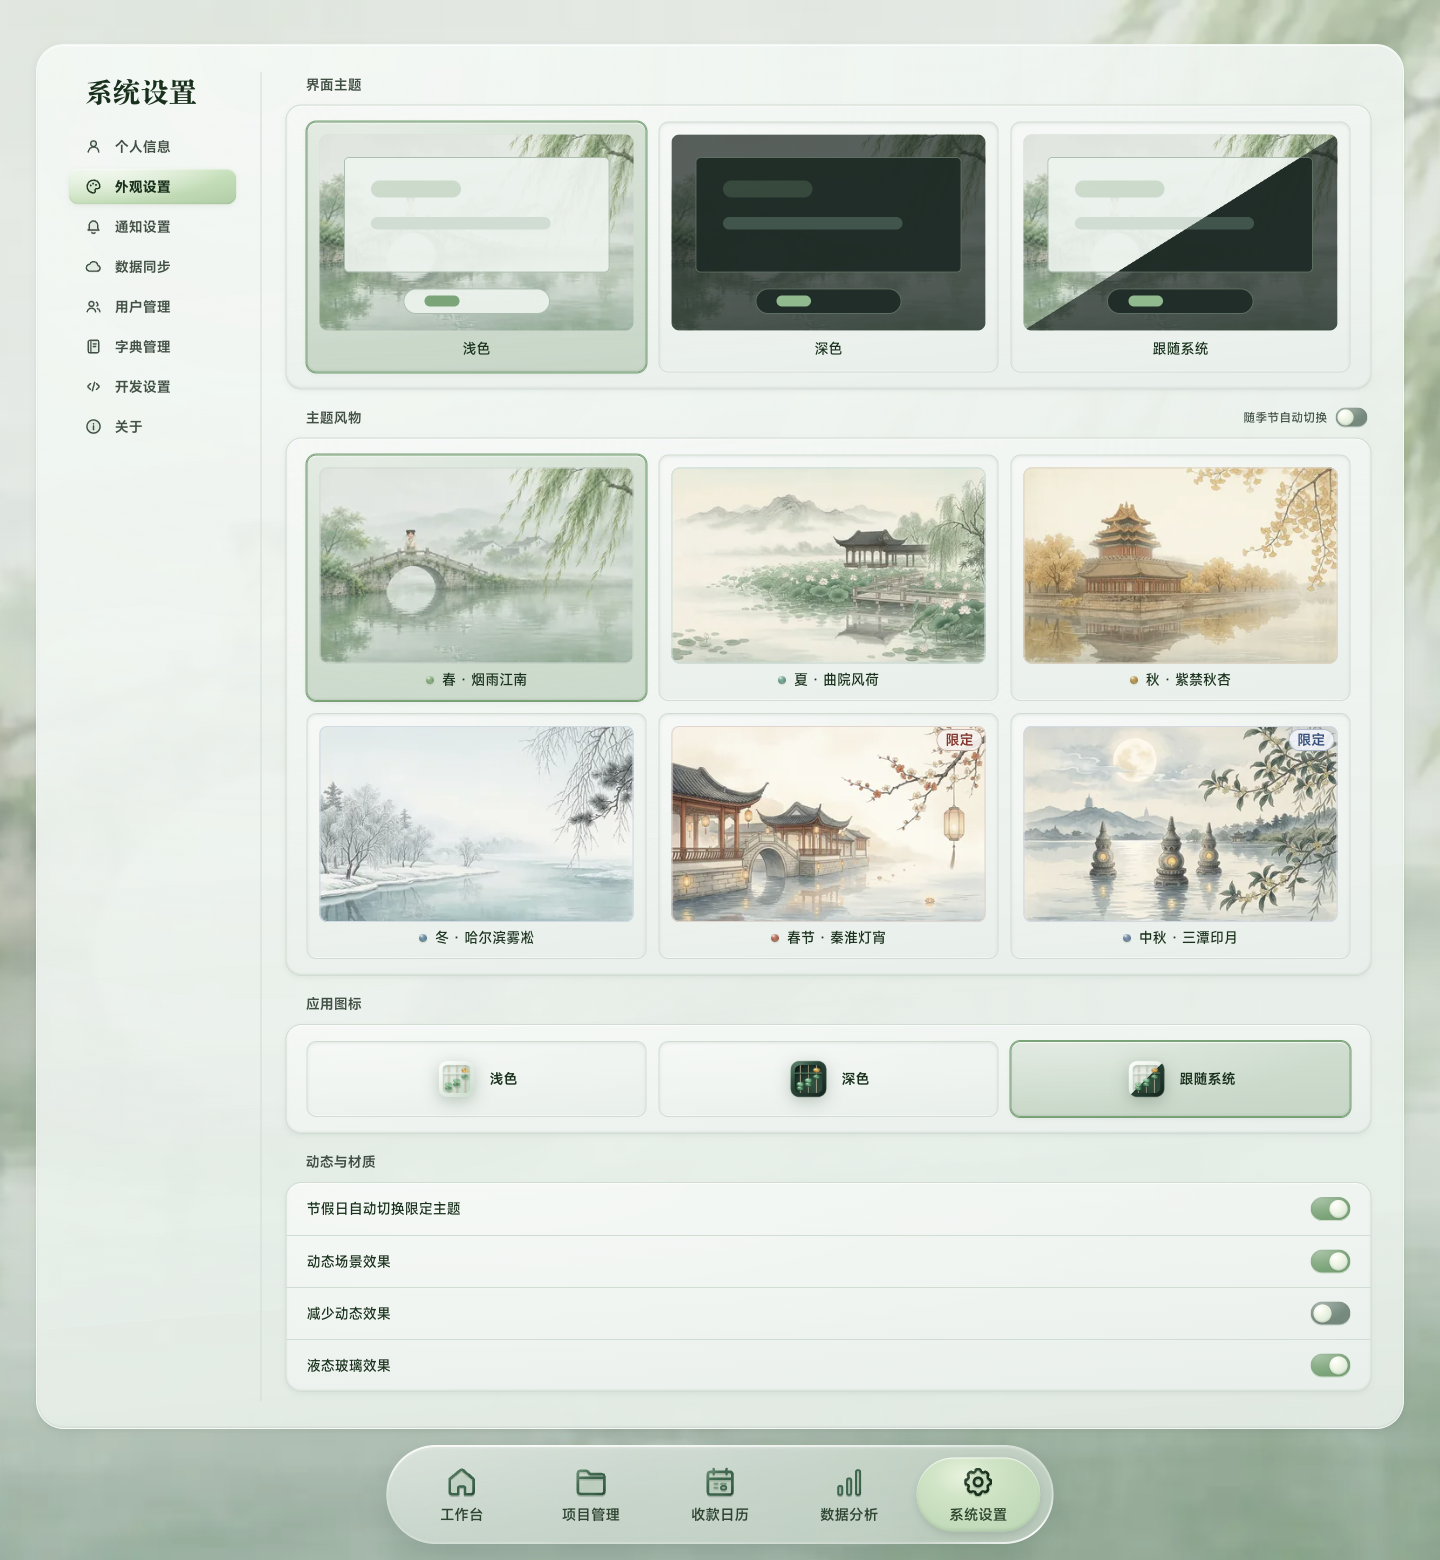 系统设置
个人信息
外观设置
通知设置
数据同步
用户管理
字典管理
开发设置
关于
界面主题
浅色
深色
跟随系统
主题风物
随季节自动切换
春 · 烟雨江南
夏 · 曲院风荷
秋 · 紫禁秋杏
冬 · 哈尔滨雾凇
限定
春节 · 秦淮灯宵
限定
中秋 · 三潭印月
应用图标
浅色
深色
跟随系统
动态与材质
节假日自动切换限定主题
动态场景效果
减少动态效果
液态玻璃效果
工作台
项目管理
收款日历
数据分析
系统设置